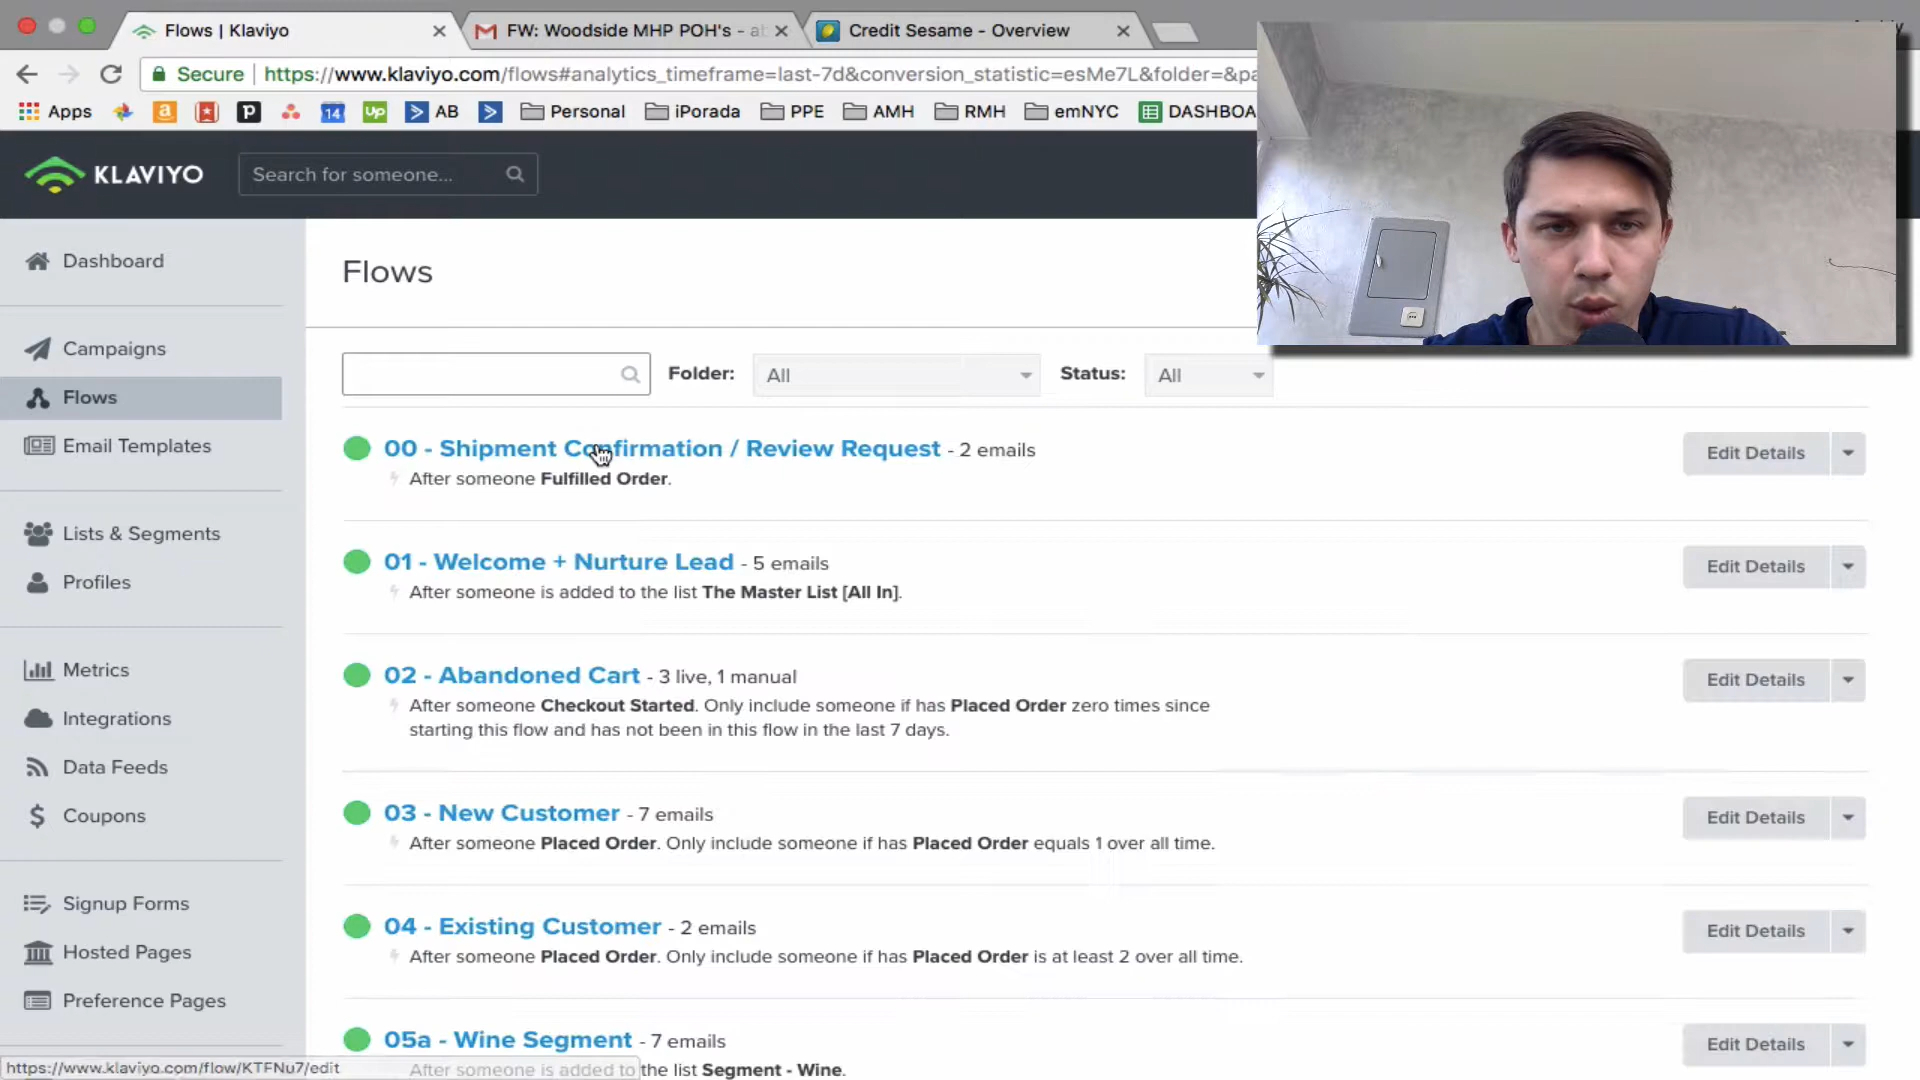 Flows | Klaviyo
FW: Woodside MHP POH's - a
Credit Sesame - Overview
Secure
https://www.klaviyo.com/flows#analytics_timeframe=last-7d&conversion_statistic=esMe7L&folder=&pa
Apps
a
p
14
up
AB
Personal
iPorada
PPE
AMH
RMH
emNYC
DASHBOA
KLAVIYO
Search for someone...
Dashboard
Campaigns
Flows
Email Templates
Lists & Segments
Profiles
Metrics
Integrations
Data Feeds
Coupons
Signup Forms
Hosted Pages
Preference Pages
Flows
Folder: All Status: All
00 - Shipment Confirmation / Review Request - 2 emails
Edit Details
After someone Fulfilled Order.
01 - Welcome + Nurture Lead - 5 emails
Edit Details
After someone is added to the list The Master List [All In].
02 - Abandoned Cart - 3 live, 1 manual
Edit Details
After someone Checkout Started. Only include someone if has Placed Order zero times since
starting this flow and has not been in this flow in the last 7 days.
03 - New Customer - 7 emails
Edit Details
After someone Placed Order. Only include someone if has Placed Order equals 1 over all time.
04 - Existing Customer - 2 emails
Edit Details
After someone Placed Order. Only include someone if has Placed Order is at least 2 over all time.
05a - Wine Segment - 7 emails
Edit Details
After someone is added to the list Segment - Wine.
https://www.klaviyo.com/flow/KTFNu7/edit